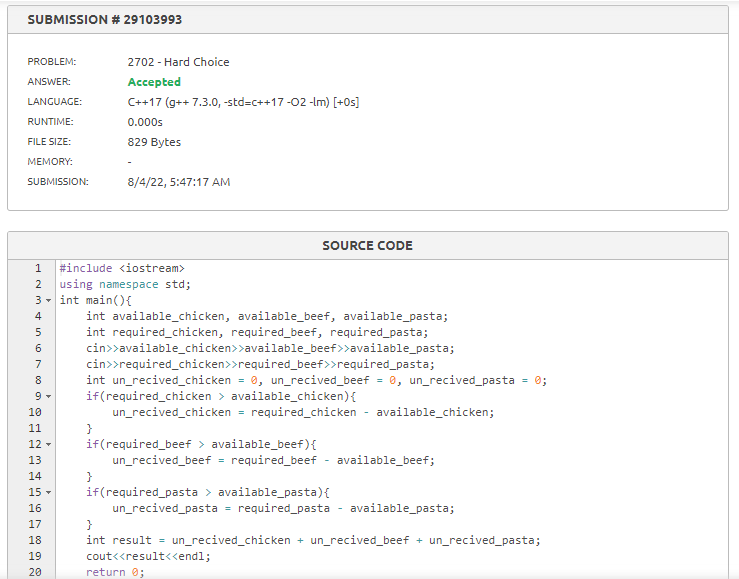 SUBMISSION # 29103993
PROBLEM: 2702 - Hard Choice
ANSWER: Accepted
LANGUAGE: C++17 (g++ 7.3.0, -std=c++17 -O2 -lm) [+0s]
RUNTIME: 0.000s
FILE SIZE: 829 Bytes
MEMORY: -
SUBMISSION: 8/4/22, 5:47:17 AM
SOURCE CODE
1 #include <iostream>
2 using namespace std;
3 int main(){
4     int available_chicken, available_beef, available_pasta;
5     int required_chicken, required_beef, required_pasta;
6     cin>>available_chicken>>available_beef>>available_pasta;
7     cin>>required_chicken>>required_beef>>required_pasta;
8     int un_recived_chicken = 0, un_recived_beef = 0, un_recived_pasta = 0;
9     if(required_chicken > available_chicken){
10         un_recived_chicken = required_chicken - available_chicken;
11     }
12     if(required_beef > available_beef){
13         un_recived_beef = required_beef - available_beef;
14     }
15     if(required_pasta > available_pasta){
16         un_recived_pasta = required_pasta - available_pasta;
17     }
18     int result = un_recived_chicken + un_recived_beef + un_recived_pasta;
19     cout<<result<<endl;
20     return 0;